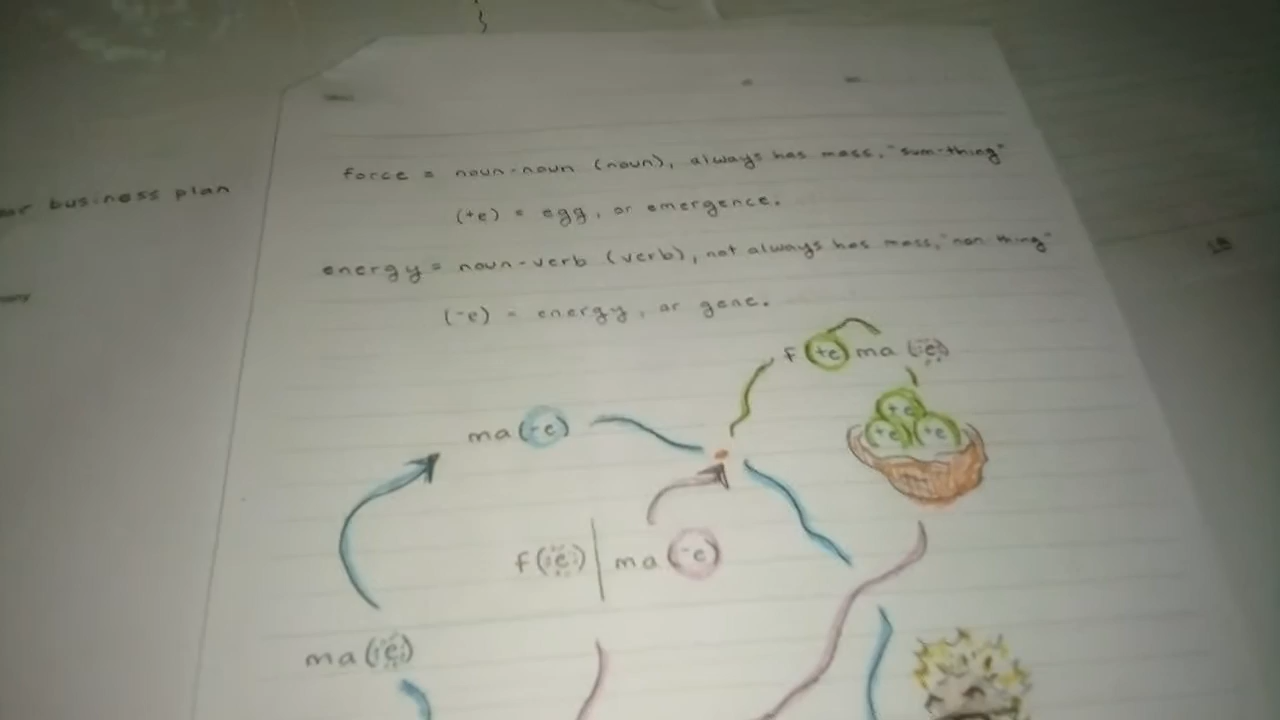 business plan
force = noun-noun (noun), always has mass, "sum-thing"
(+e) = egg, or emergence.
energy = noun-verb (verb), not always has mass, "non thing"
(-e) = energy, or gene.
f (+e) ma (e)
+e
+e +e
ma (-e)
f (e) | ma (-e)
ma (e)